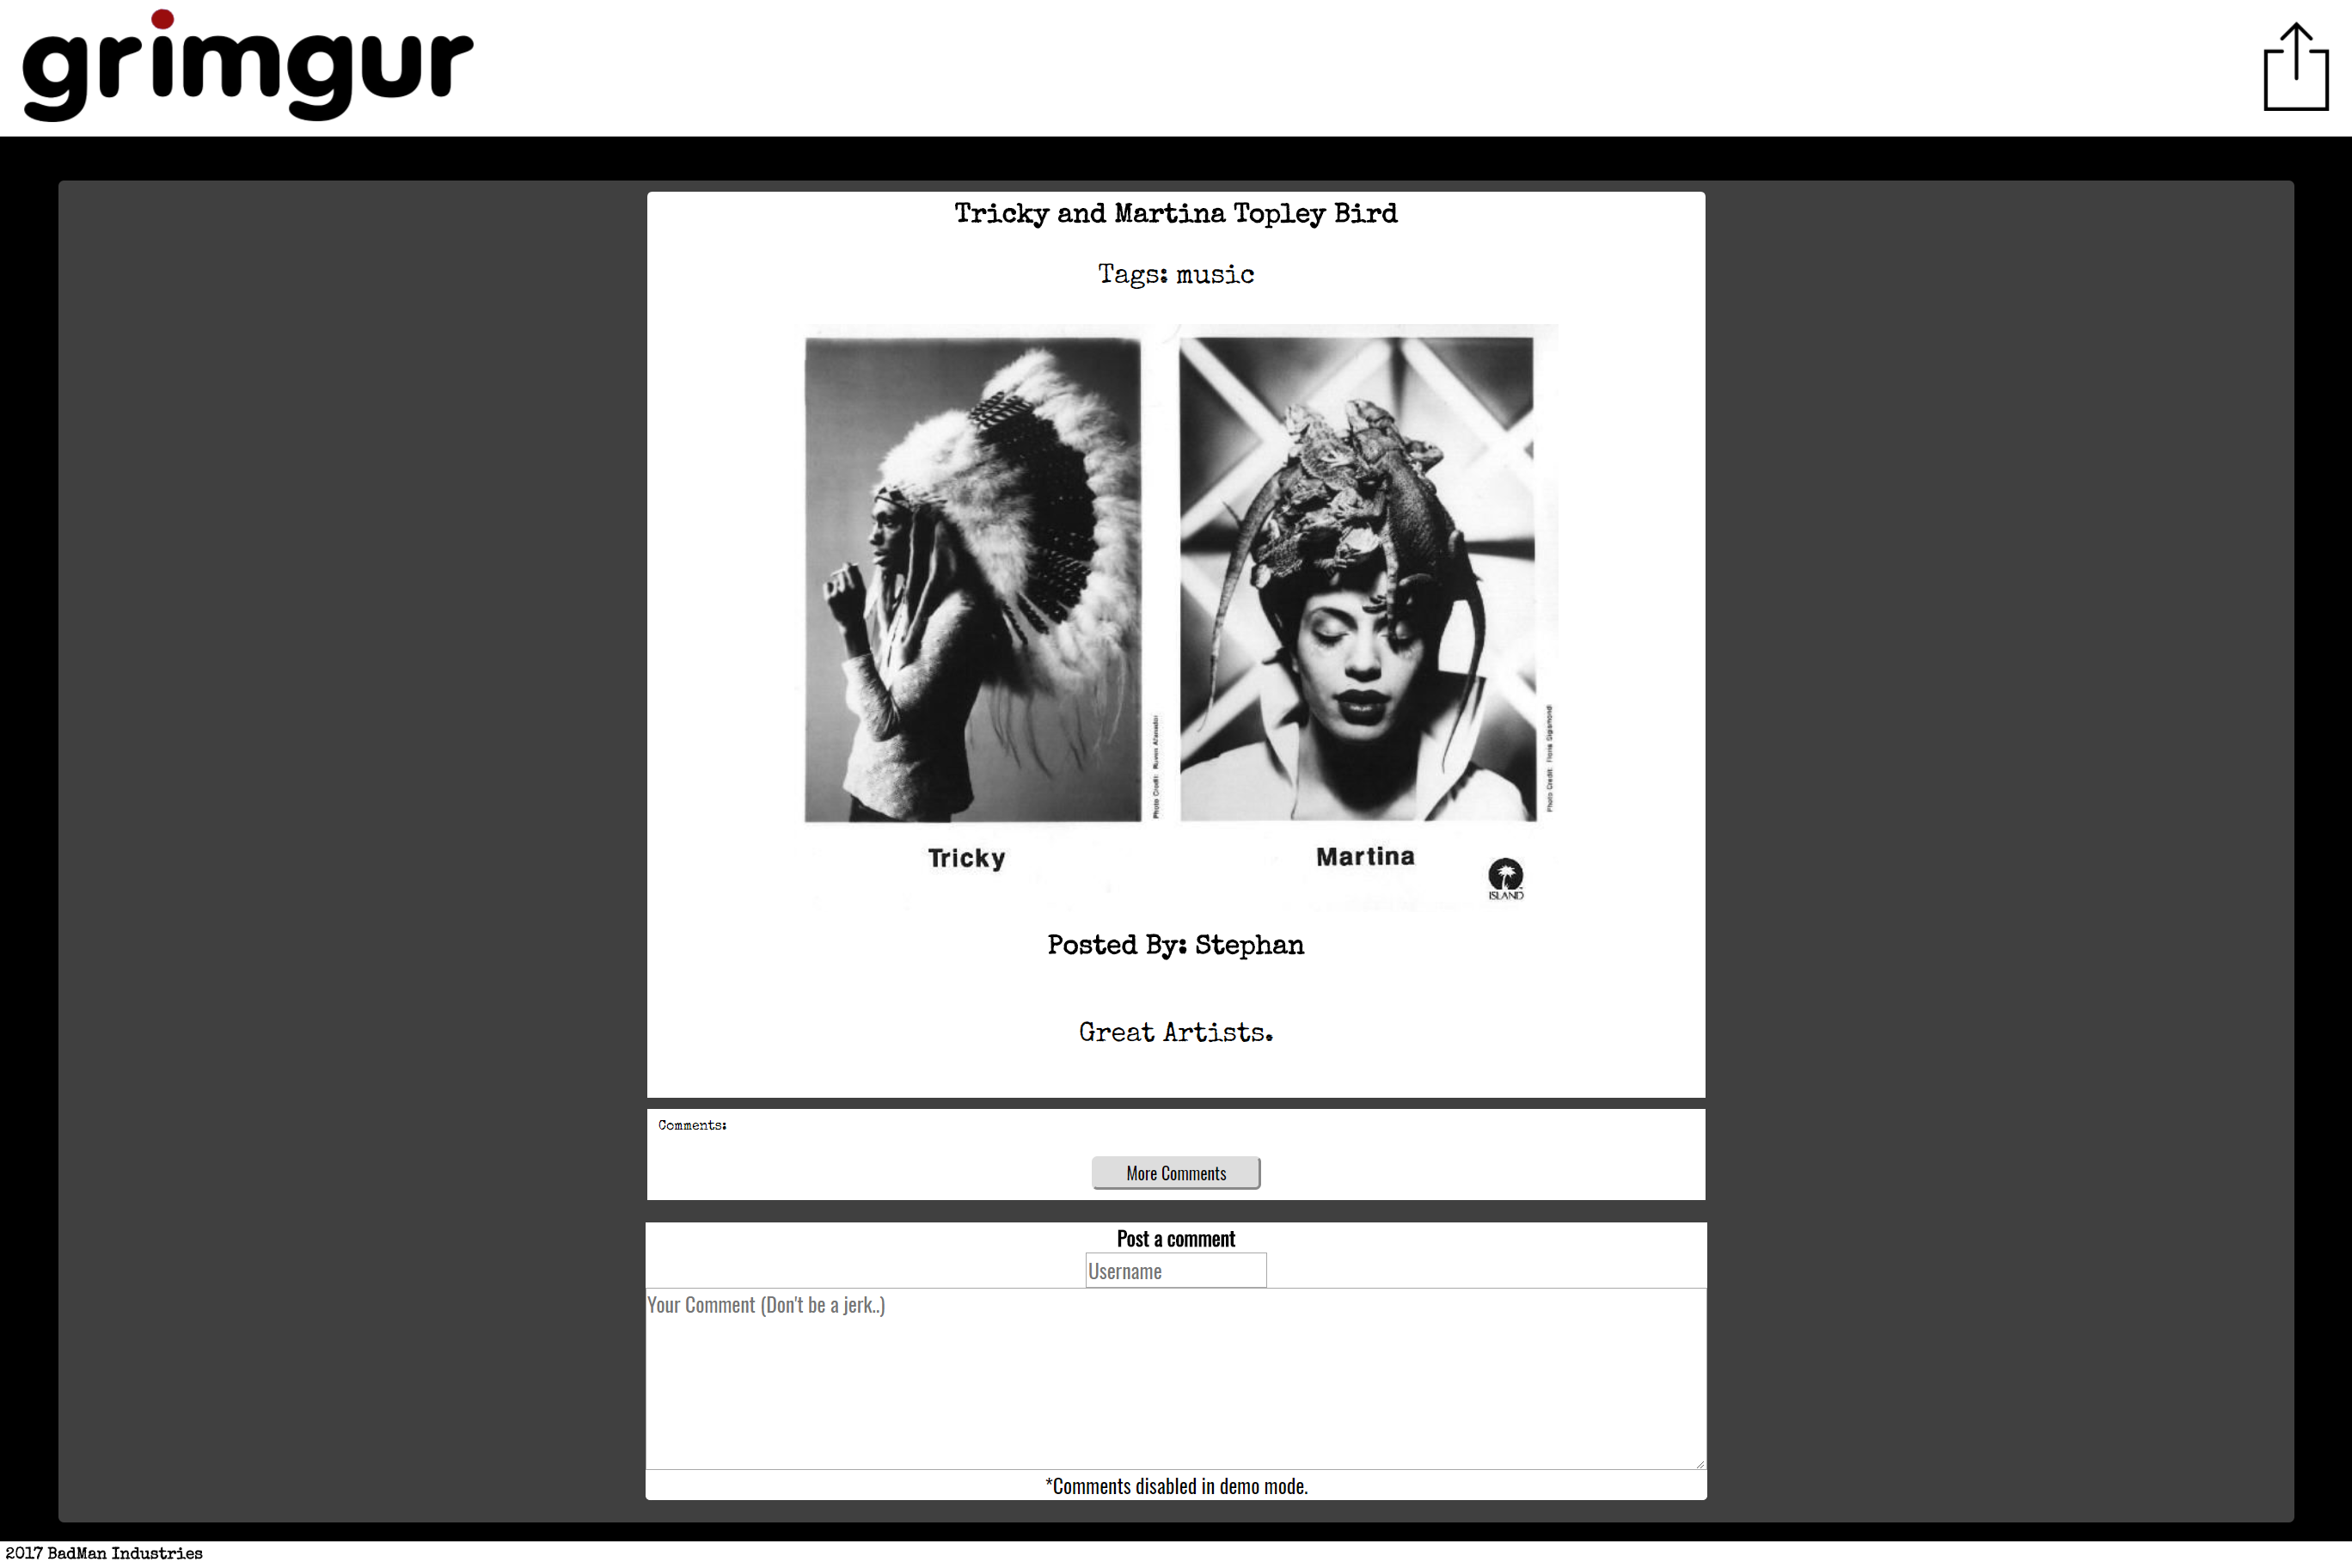 grimgur
Tricky and Martina Topley Bird
Tags: music
Photo Credit: Ruven Afanador
Photo Credit:
Tricky
Martina
ISLAND
Posted By: Stephan
Great Artists.
Comments:
More Comments
Post a comment
Username
Your Comment (Don't be a jerk..)
*Comments disabled in demo mode.
2017 BadMan Industries